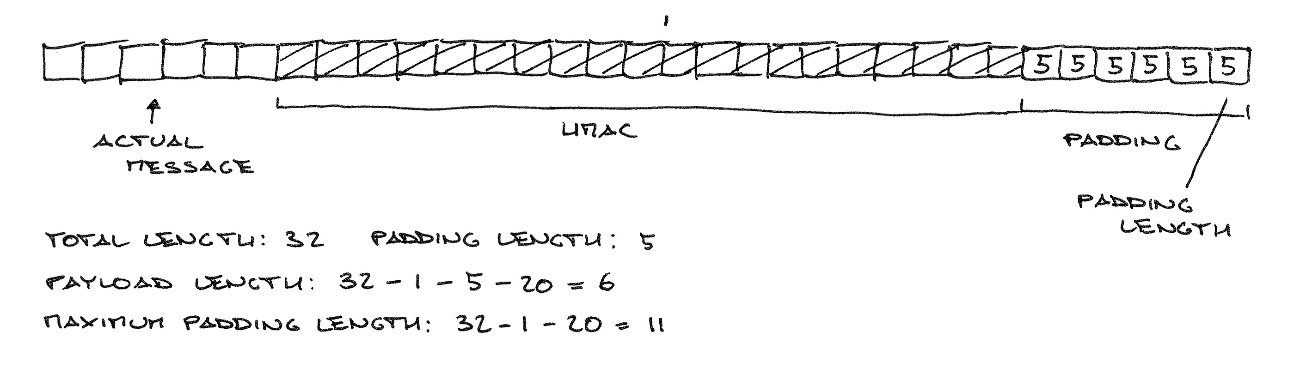 5 5 5 5 5 5
HMAC
ACTUAL
MESSAGE
PADDING
PADDING
LENGTH
TOTAL LENGTH: 32 PADDING LENGTH: 5
PAYLOAD LENGTH: 32 - 1 - 5 - 20 = 6
MAXIMUM PADDING LENGTH: 32 - 1 - 20 = 11